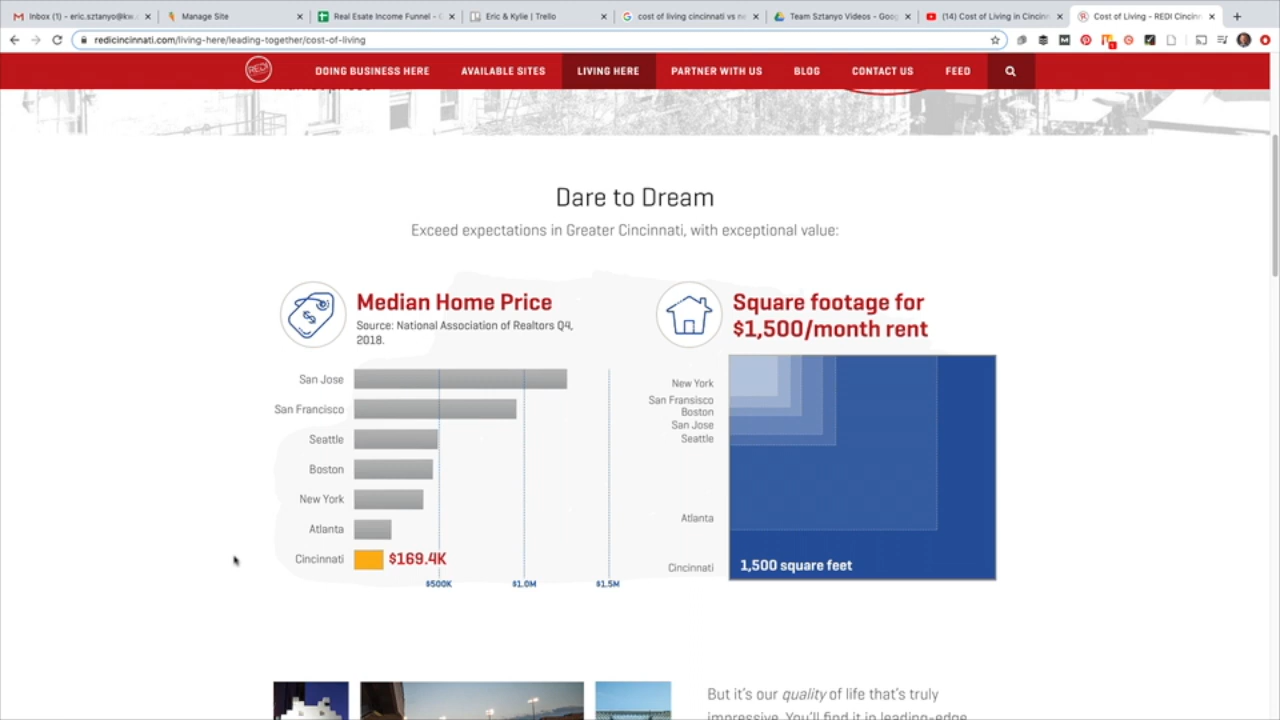 Inbox (1) - eric.sztanyo@kw.
Manage Site
Real Esate Income Funnel - G
Eric & Kylie | Trello
cost of living cincinnati vs ne
Team Sztanyo Videos - Goog
(14) Cost of Living in Cincinn
Cost of Living - REDI Cincinn
redicincinnati.com/living-here/leading-together/cost-of-living
REDI
DOING BUSINESS HERE
AVAILABLE SITES
LIVING HERE
PARTNER WITH US
BLOG
CONTACT US
FEED
Dare to Dream
Exceed expectations in Greater Cincinnati, with exceptional value:
Median Home Price
Source: National Association of Realtors Q4,
2018.
San Jose
San Francisco
Seattle
Boston
New York
Atlanta
Cincinnati
$169.4K
$500K
$1.0M
$1.5M
Square footage for
$1,500/month rent
New York
San Fransisco
Boston
San Jose
Seattle
Atlanta
Cincinnati
1,500 square feet
But it's our quality of life that's truly
impressive. You'll find it in leading-edge